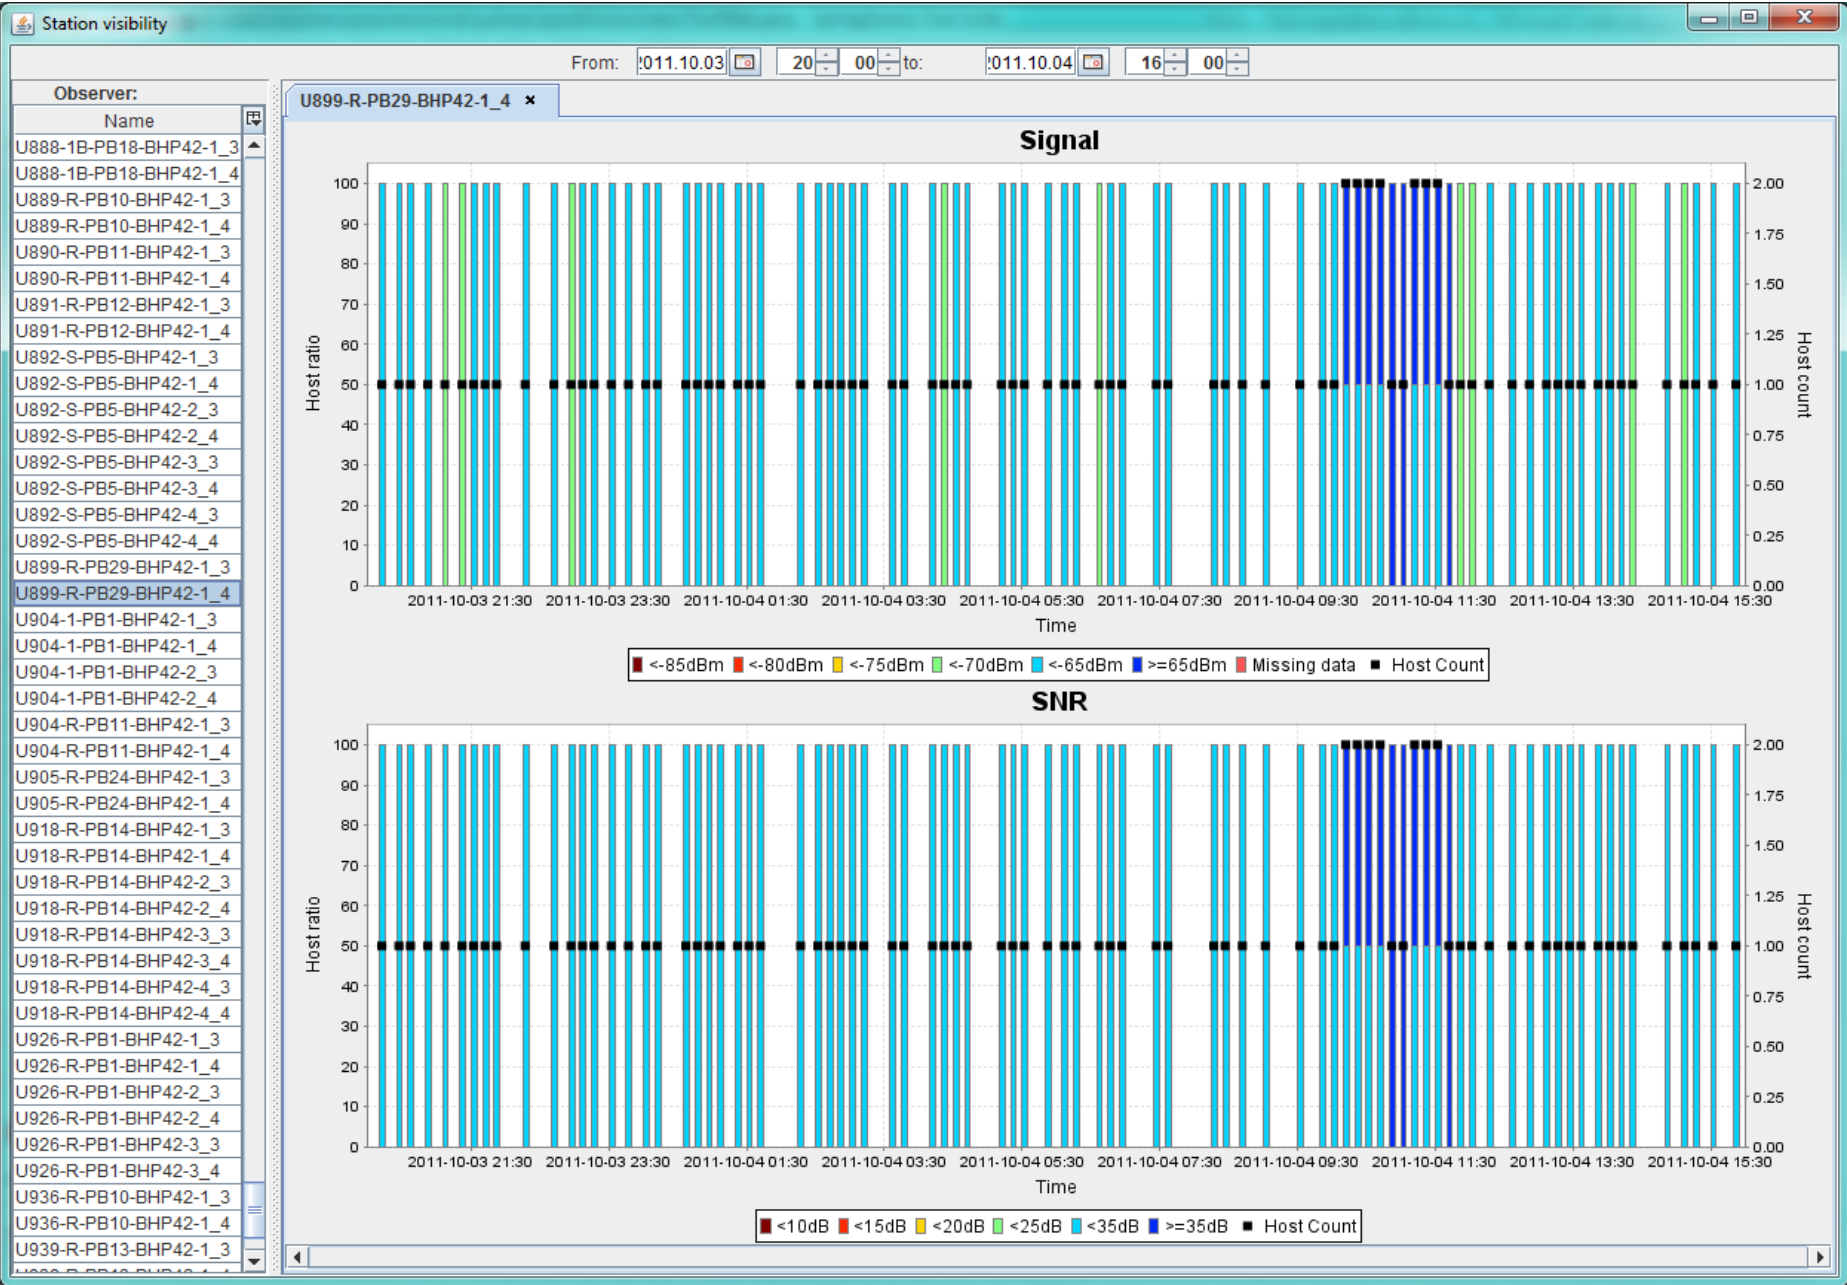 Station visibility
From: 2011.10.03 20 00 to: 2011.10.04 16 00
Observer:
Name
U888-1B-PB18-BHP42-1_3
U888-1B-PB18-BHP42-1_4
U889-R-PB10-BHP42-1_3
U889-R-PB10-BHP42-1_4
U890-R-PB11-BHP42-1_3
U890-R-PB11-BHP42-1_4
U891-R-PB12-BHP42-1_3
U891-R-PB12-BHP42-1_4
U892-S-PB5-BHP42-1_3
U892-S-PB5-BHP42-1_4
U892-S-PB5-BHP42-2_3
U892-S-PB5-BHP42-2_4
U892-S-PB5-BHP42-3_3
U892-S-PB5-BHP42-3_4
U892-S-PB5-BHP42-4_3
U892-S-PB5-BHP42-4_4
U899-R-PB29-BHP42-1_3
U899-R-PB29-BHP42-1_4
U904-1-PB1-BHP42-1_3
U904-1-PB1-BHP42-1_4
U904-1-PB1-BHP42-2_3
U904-1-PB1-BHP42-2_4
U904-R-PB11-BHP42-1_3
U904-R-PB11-BHP42-1_4
U905-R-PB24-BHP42-1_3
U905-R-PB24-BHP42-1_4
U918-R-PB14-BHP42-1_3
U918-R-PB14-BHP42-1_4
U918-R-PB14-BHP42-2_3
U918-R-PB14-BHP42-2_4
U918-R-PB14-BHP42-3_3
U918-R-PB14-BHP42-3_4
U918-R-PB14-BHP42-4_3
U918-R-PB14-BHP42-4_4
U926-R-PB1-BHP42-1_3
U926-R-PB1-BHP42-1_4
U926-R-PB1-BHP42-2_3
U926-R-PB1-BHP42-2_4
U926-R-PB1-BHP42-3_3
U926-R-PB1-BHP42-3_4
U936-R-PB10-BHP42-1_3
U936-R-PB10-BHP42-1_4
U939-R-PB13-BHP42-1_3
U899-R-PB29-BHP42-1_4
Signal
100
90
80
70
60
50
40
30
20
10
0
Host ratio
2.00
1.75
1.50
1.25
1.00
0.75
0.50
0.25
0.00
Host count
2011-10-03 21:30 2011-10-03 23:30 2011-10-04 01:30 2011-10-04 03:30 2011-10-04 05:30 2011-10-04 07:30 2011-10-04 09:30 2011-10-04 11:30 2011-10-04 13:30 2011-10-04 15:30
Time
<-85dBm <-80dBm <-75dBm <-70dBm <-65dBm >=65dBm Missing data Host Count
SNR
100
90
80
70
60
50
40
30
20
10
0
Host ratio
2.00
1.75
1.50
1.25
1.00
0.75
0.50
0.25
0.00
Host count
2011-10-03 21:30 2011-10-03 23:30 2011-10-04 01:30 2011-10-04 03:30 2011-10-04 05:30 2011-10-04 07:30 2011-10-04 09:30 2011-10-04 11:30 2011-10-04 13:30 2011-10-04 15:30
Time
<10dB <15dB <20dB <25dB <35dB >=35dB Host Count